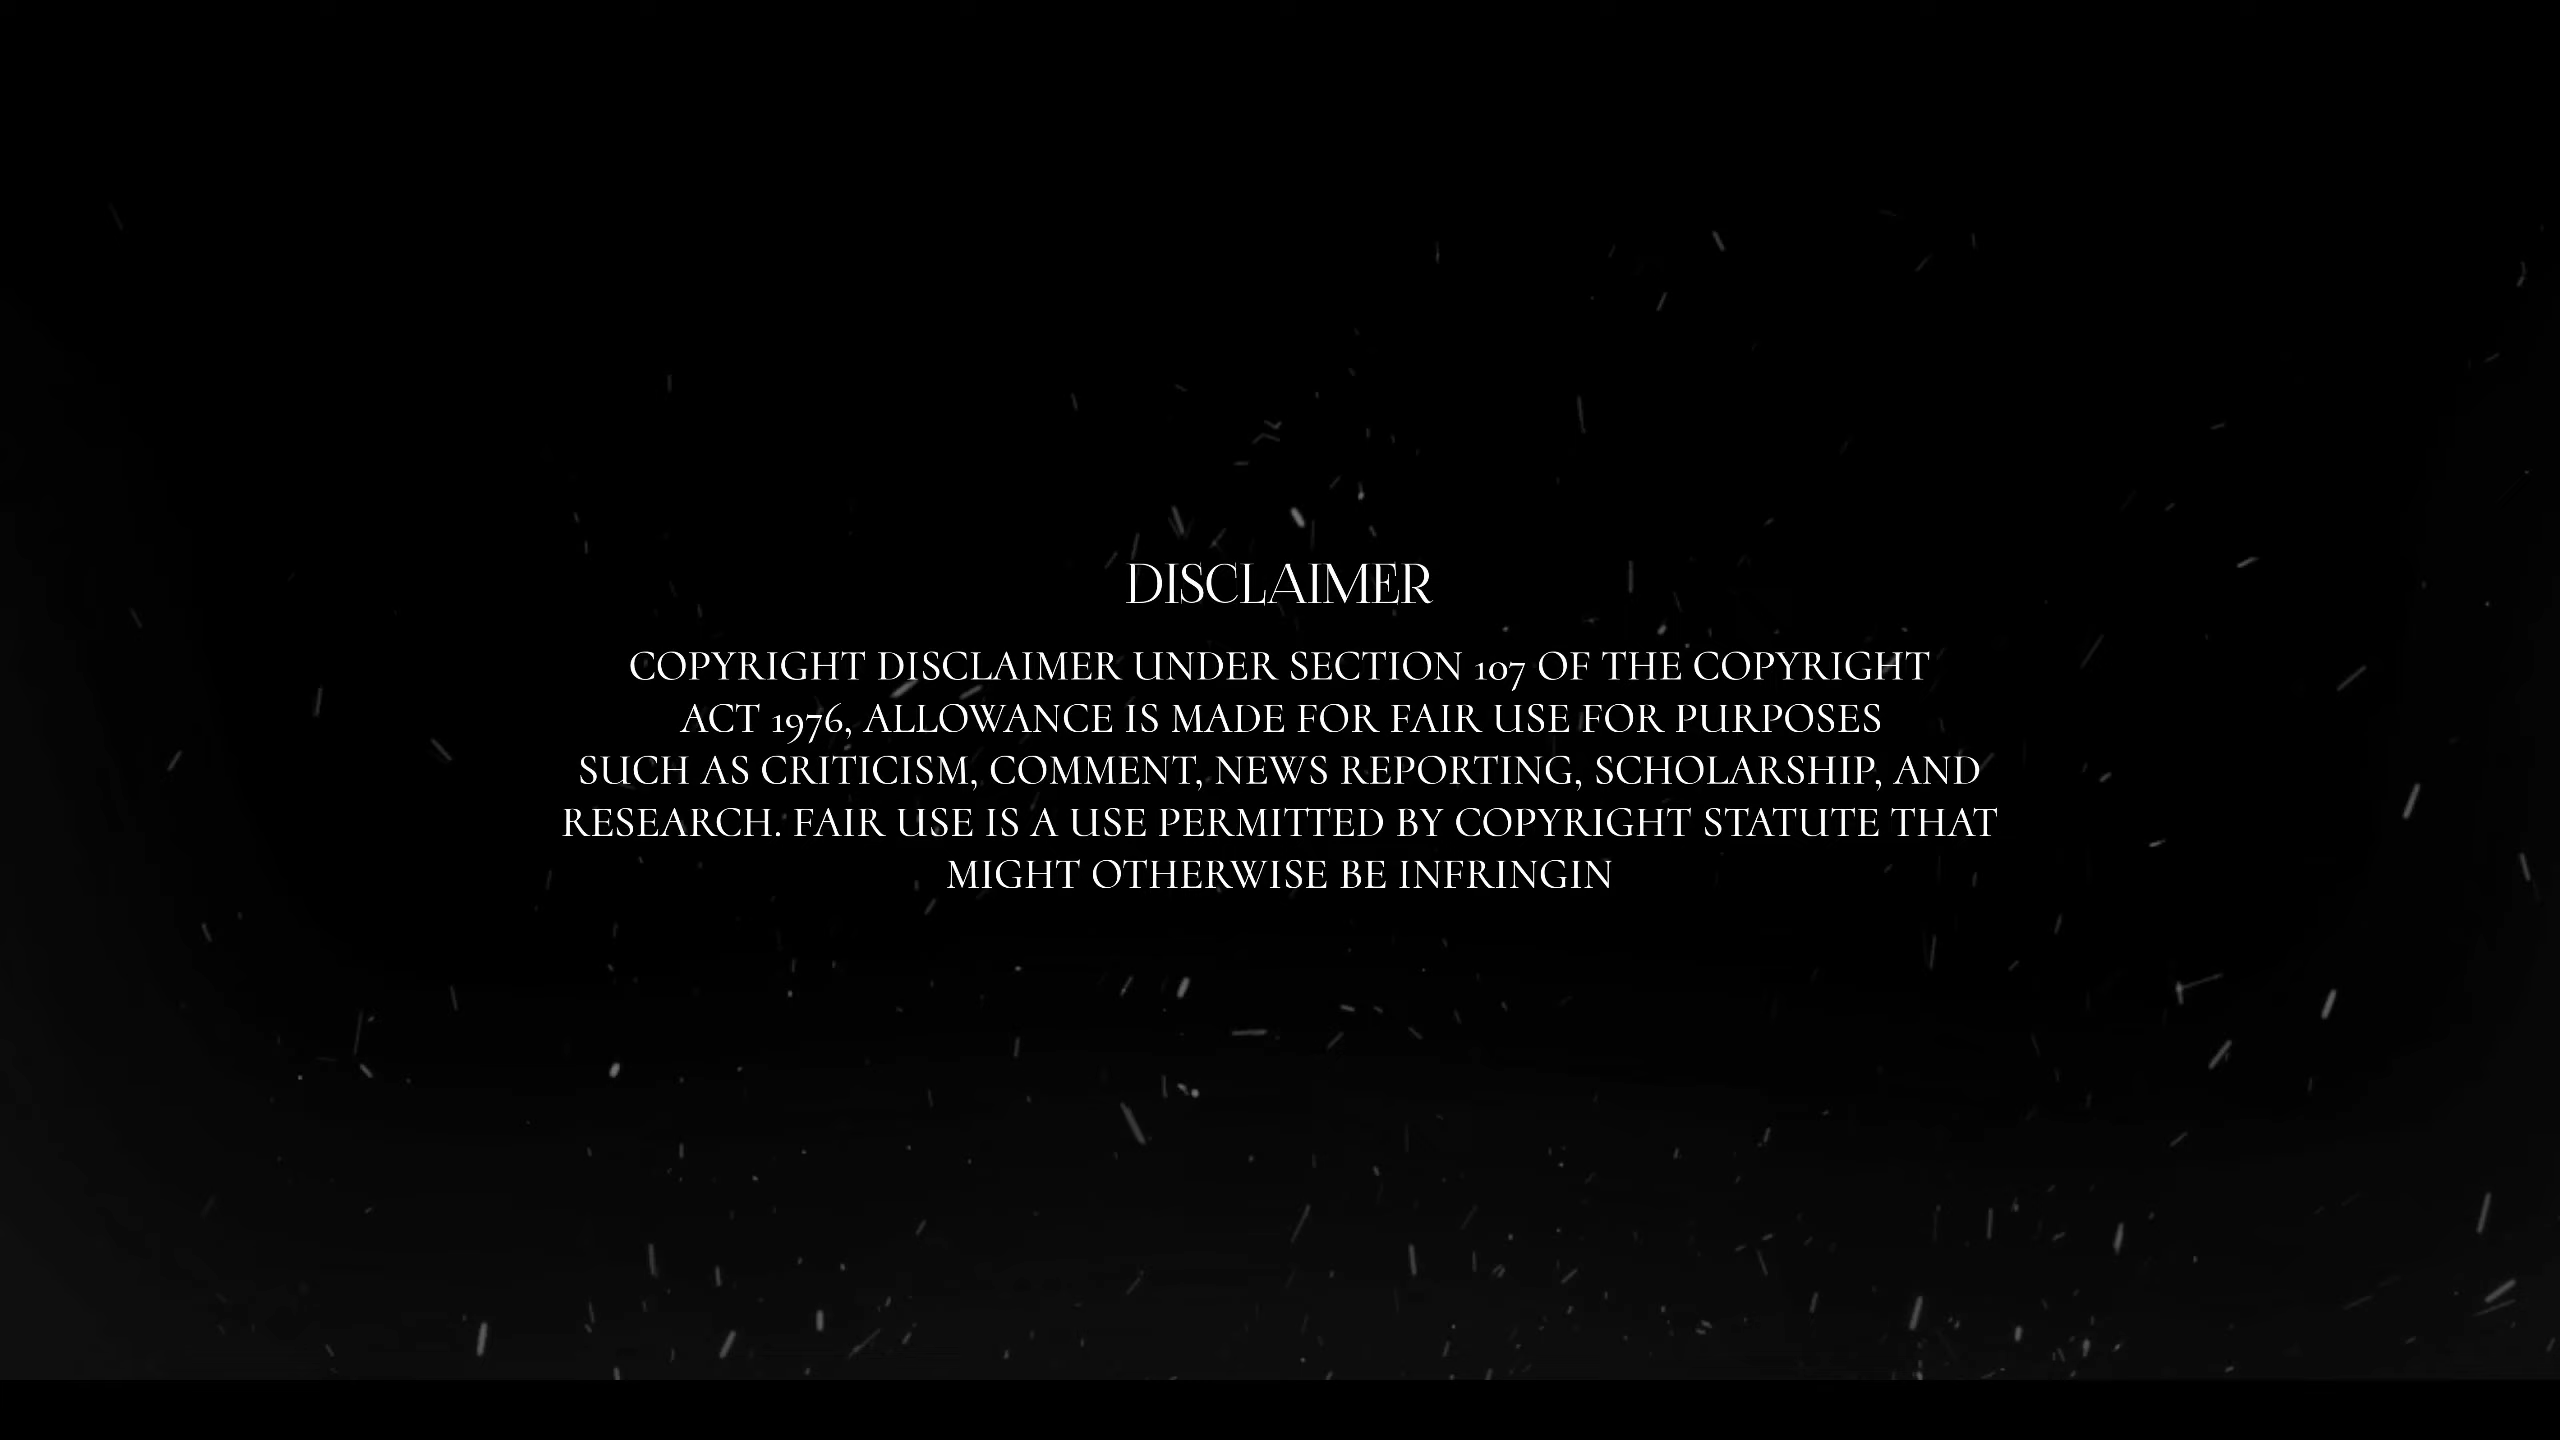 DISCLAIMER
COPYRIGHT DISCLAIMER UNDER SECTION 107 OF THE COPYRIGHT
ACT 1976, ALLOWANCE IS MADE FOR FAIR USE FOR PURPOSES
SUCH AS CRITICISM, COMMENT, NEWS REPORTING, SCHOLARSHIP, AND
RESEARCH. FAIR USE IS A USE PERMITTED BY COPYRIGHT STATUTE THAT
MIGHT OTHERWISE BE INFRINGIN